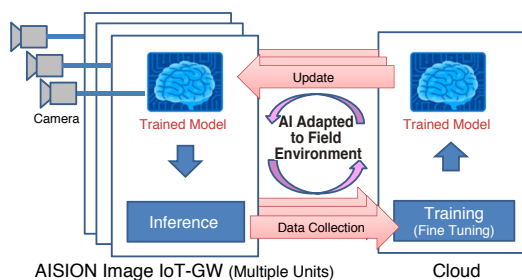 Camera
Trained Model
Update
AI Adapted
to Field
Environment
Trained Model
Inference
Data Collection
Training
(Fine Tuning)
AISION Image IoT-GW (Multiple Units)
Cloud